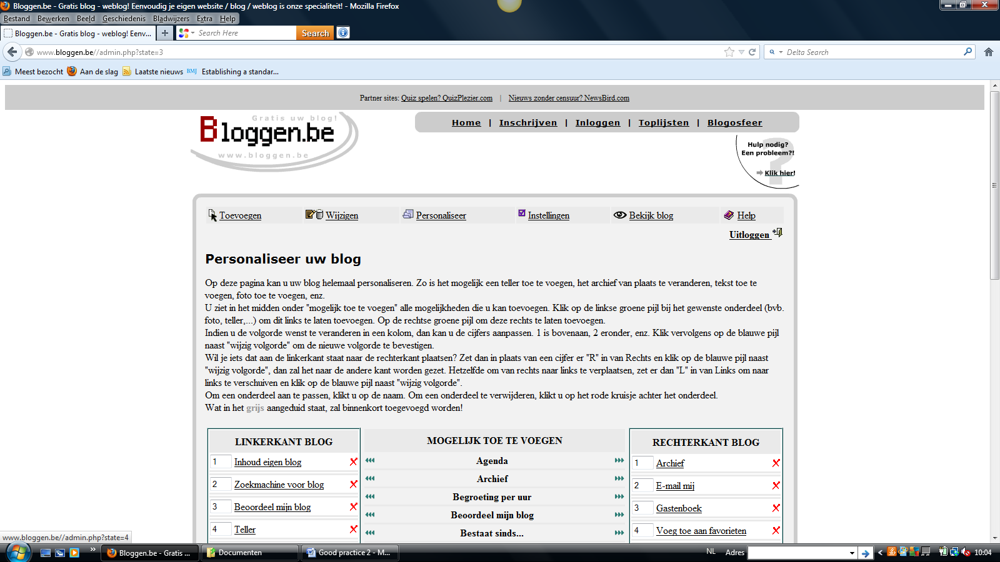 Bloggen.be - Gratis blog - weblog! Eenvoudig je eigen website / blog / weblog is onze specialiteit! - Mozilla Firefox
Bestand Bewerken Beeld Geschiedenis Bladwijzers Extra Help
Bloggen.be - Gratis blog - weblog! Eenv... Search Here Search
www.bloggen.be//admin.php?state=3 Delta Search
Meest bezocht Aan de slag Laatste nieuws BMJ Establishing a standar...
Partner sites: Quiz spelen? QuizPlezier.com | Nieuws zonder censuur? NewsBird.com
Gratis uw blog!
Bloggen.be
www.bloggen.be
Home | Inschrijven | Inloggen | Toplijsten | Blogosfeer
Hulp nodig?
Een probleem?!
Klik hier!
Toevoegen Wijzigen Personaliseer Instellingen Bekijk blog Help
Uitloggen
Personaliseer uw blog
Op deze pagina kan u uw blog helemaal personaliseren. Zo is het mogelijk een teller toe te voegen, het archief van plaats te veranderen, tekst toe te
voegen, foto toe te voegen, enz.
U ziet in het midden onder "mogelijk toe te voegen" alle mogelijkheden die u kan toevoegen. Klik op de linkse groene pijl bij het gewenste onderdeel (bvb.
foto, teller,...) om dit links te laten toevoegen. Op de rechtse groene pijl om deze rechts te laten toevoegen.
Indien u de volgorde wenst te veranderen in een kolom, dan kan u de cijfers aanpassen. 1 is bovenaan, 2 eronder, enz. Klik vervolgens op de blauwe pijl
naast "wijzig volgorde" om de nieuwe volgorde te bevestigen.
Wil je iets dat aan de linkerkant staat naar de rechterkant plaatsen? Zet dan in plaats van een cijfer er "R" in van Rechts en klik op de blauwe pijl naast
"wijzig volgorde", dan zal het naar de andere kant worden gezet. Hetzelfde om van rechts naar links te verplaatsen, zet er dan "L" in van Links om naar
links te verschuiven en klik op de blauwe pijl naast "wijzig volgorde".
Om een onderdeel aan te passen, klikt u op de naam. Om een onderdeel te verwijderen, klikt u op het rode kruisje achter het onderdeel.
Wat in het grijs aangeduid staat, zal binnenkort toegevoegd worden!
LINKERKANT BLOG
1 Inhoud eigen blog
2 Zoekmachine voor blog
3 Beoordeel mijn blog
4 Teller
MOGELIJK TOE TE VOEGEN
Agenda
Archief
Begroeting per uur
Beoordeel mijn blog
Bestaat sinds...
RECHTERKANT BLOG
1 Archief
2 E-mail mij
3 Gastenboek
4 Voeg toe aan favorieten
www.bloggen.be//admin.php?state=4
Bloggen.be - Gratis ... Documenten Good practice 2 - M... NL Adres 10:04